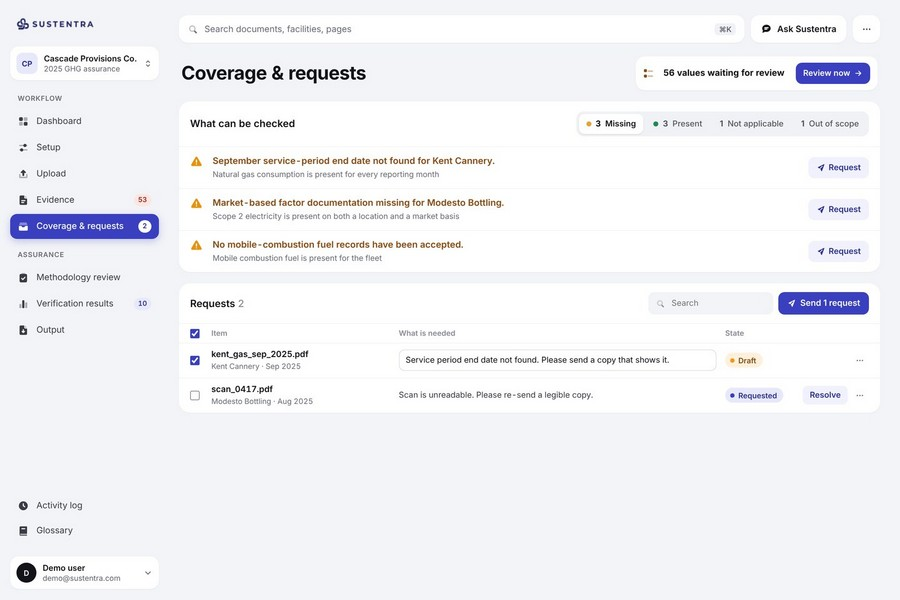 SUSTENTRA
CP
Cascade Provisions Co.
2025 GHG assurance
WORKFLOW
Dashboard
Setup
Upload
Evidence 53
Coverage & requests 2
ASSURANCE
Methodology review
Verification results 10
Output
Activity log
Glossary
D
Demo user
demo@sustentra.com
Search documents, facilities, pages ⌘K
Ask Sustentra
Coverage & requests
56 values waiting for review
Review now →
What can be checked
3 Missing
3 Present
1 Not applicable
1 Out of scope
September service-period end date not found for Kent Cannery.
Natural gas consumption is present for every reporting month
Request
Market-based factor documentation missing for Modesto Bottling.
Scope 2 electricity is present on both a location and a market basis
Request
No mobile-combustion fuel records have been accepted.
Mobile combustion fuel is present for the fleet
Request
Requests 2
Search
Send 1 request
Item What is needed State
kent_gas_sep_2025.pdf
Kent Cannery · Sep 2025
Service period end date not found. Please send a copy that shows it.
Draft
scan_0417.pdf
Modesto Bottling · Aug 2025
Scan is unreadable. Please re-send a legible copy.
Requested
Resolve